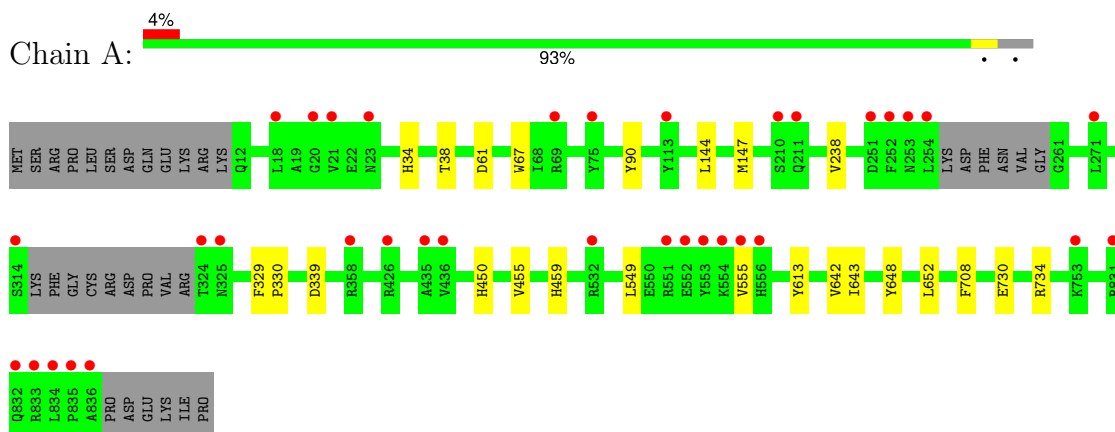 4%
Chain A: 93% • •
MET SER ARG PRO LEU SER ASP GLN GLU LYS ARG LYS Q12 L18 A19 G20 V21 E22 N23 H34 T38 D61 W67 I68 R69 Y75 Y90 Y113 L144 M147 S210 Q211 V238 D251 F252 N253 L254 LYS ASP PHE ASN VAL GLY G261 L271
S314 LYS PHE GLY CYS ARG ASP PRO VAL ARG T324 N325 F329 P330 D339 R358 R426 A435 V436 H450 V455 H459 R532 L549 E550 R551 E552 Y553 K554 V555 H556 Y613 V642 I643 Y648 L652 F708 E730 R734 K753
Q832 R833 L834 P835 A836 PRO ASP GLU LYS ILE PRO